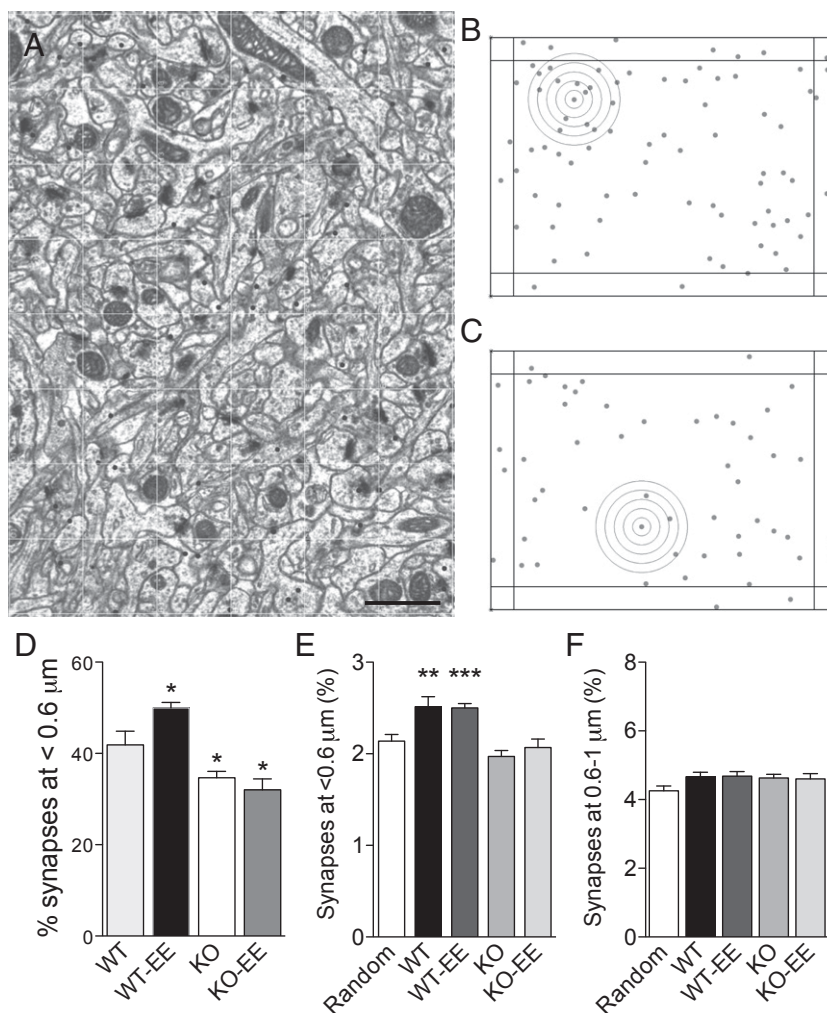 A
B
C
D
% synapses at < 0.6 µm
60
40
20
0
*
*
*
WT
WT-EE
KO
KO-EE
E
Synapses at <0.6 µm (%)
3
2
1
0
**
***
Random
WT
WT-EE
KO
KO-EE
F
Synapses at 0.6-1 µm (%)
8
6
4
2
0
Random
WT
WT-EE
KO
KO-EE